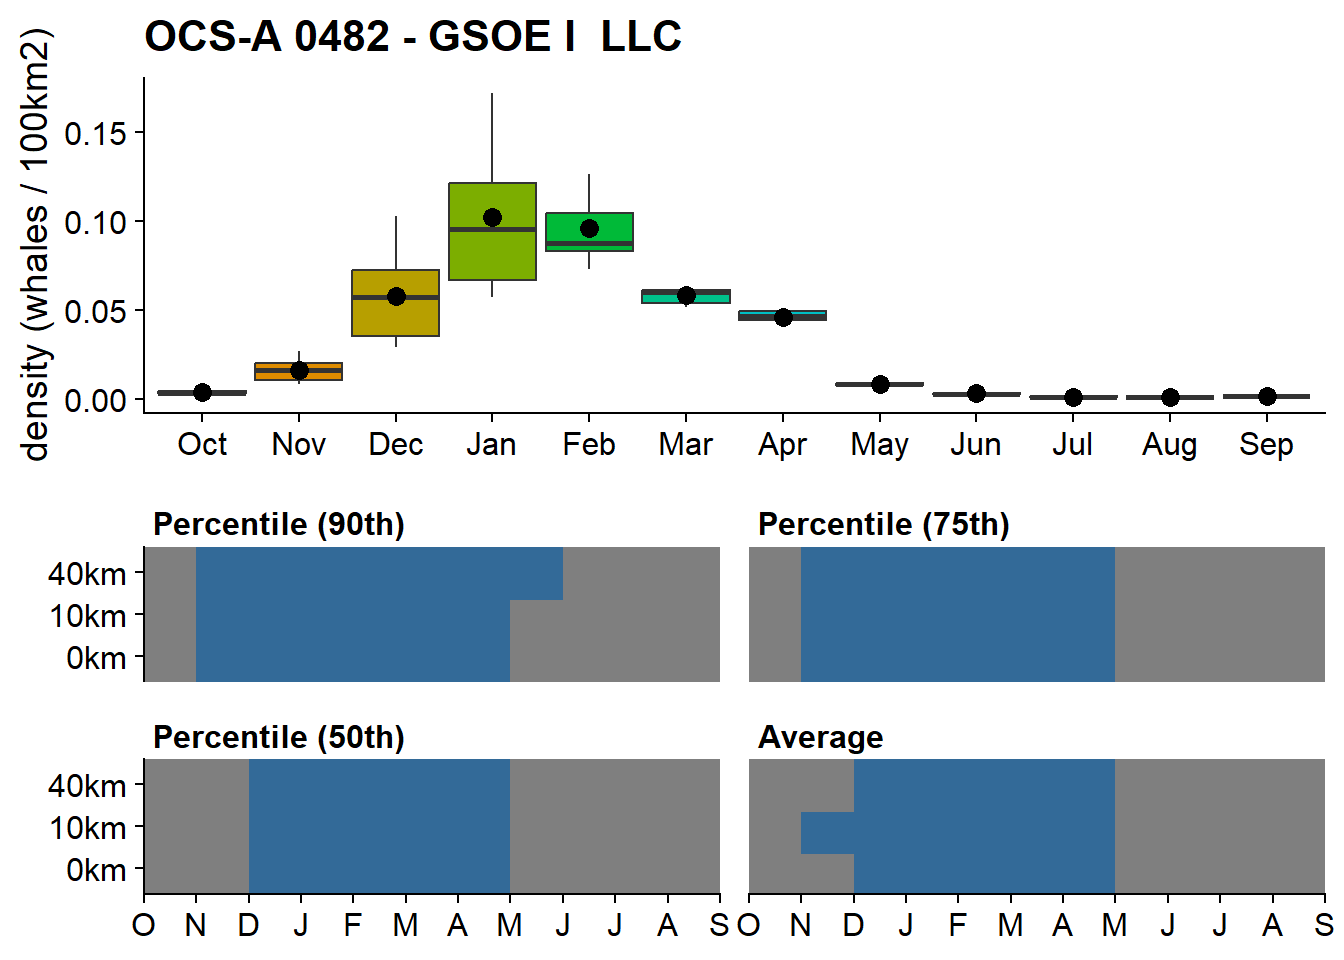 OCS-A 0482 - GSOE I  LLC
density (whales / 100km2)
0.15
0.10
0.05
0.00
Oct Nov Dec Jan Feb Mar Apr May Jun Jul Aug Sep
Percentile (90th) Percentile (75th)
40km
10km
0km
Percentile (50th) Average
40km
10km
0km
O N D J F M A M J J A S O N D J F M A M J J A S